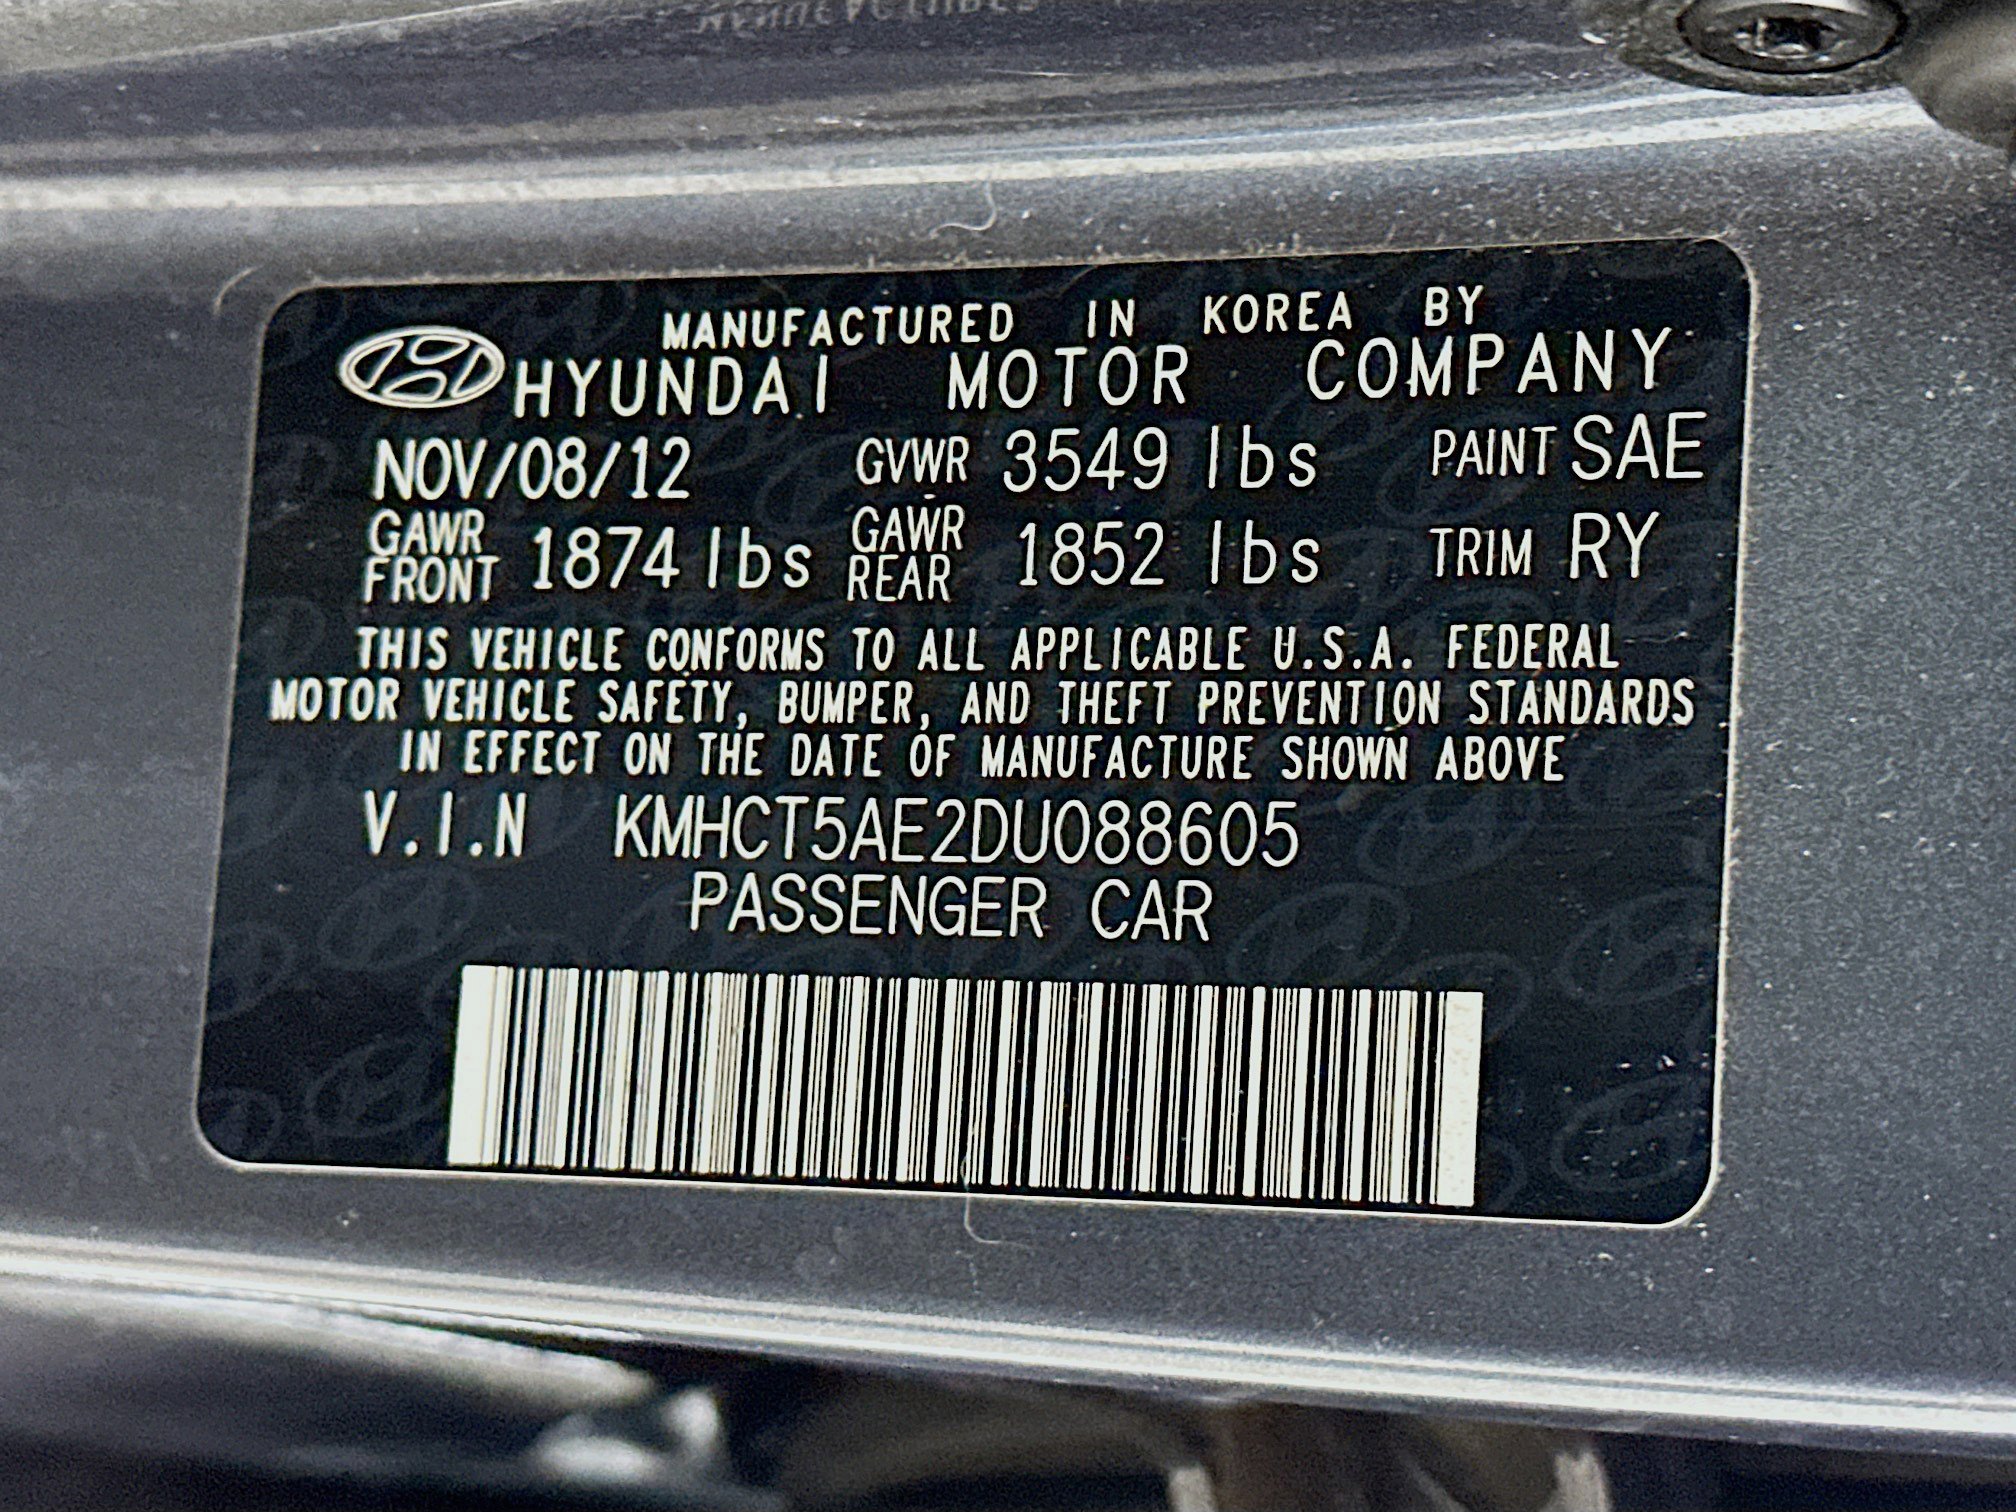 MANUFACTURED IN KOREA BY
HYUNDAI MOTOR COMPANY
NOV/08/12 GVWR 3549 lbs PAINT SAE
GAWR FRONT 1874 lbs GAWR REAR 1852 lbs TRIM RY
THIS VEHICLE CONFORMS TO ALL APPLICABLE U.S.A. FEDERAL
MOTOR VEHICLE SAFETY, BUMPER, AND THEFT PREVENTION STANDARDS
IN EFFECT ON THE DATE OF MANUFACTURE SHOWN ABOVE
V.I.N KMHCT5AE2DU088605
PASSENGER CAR